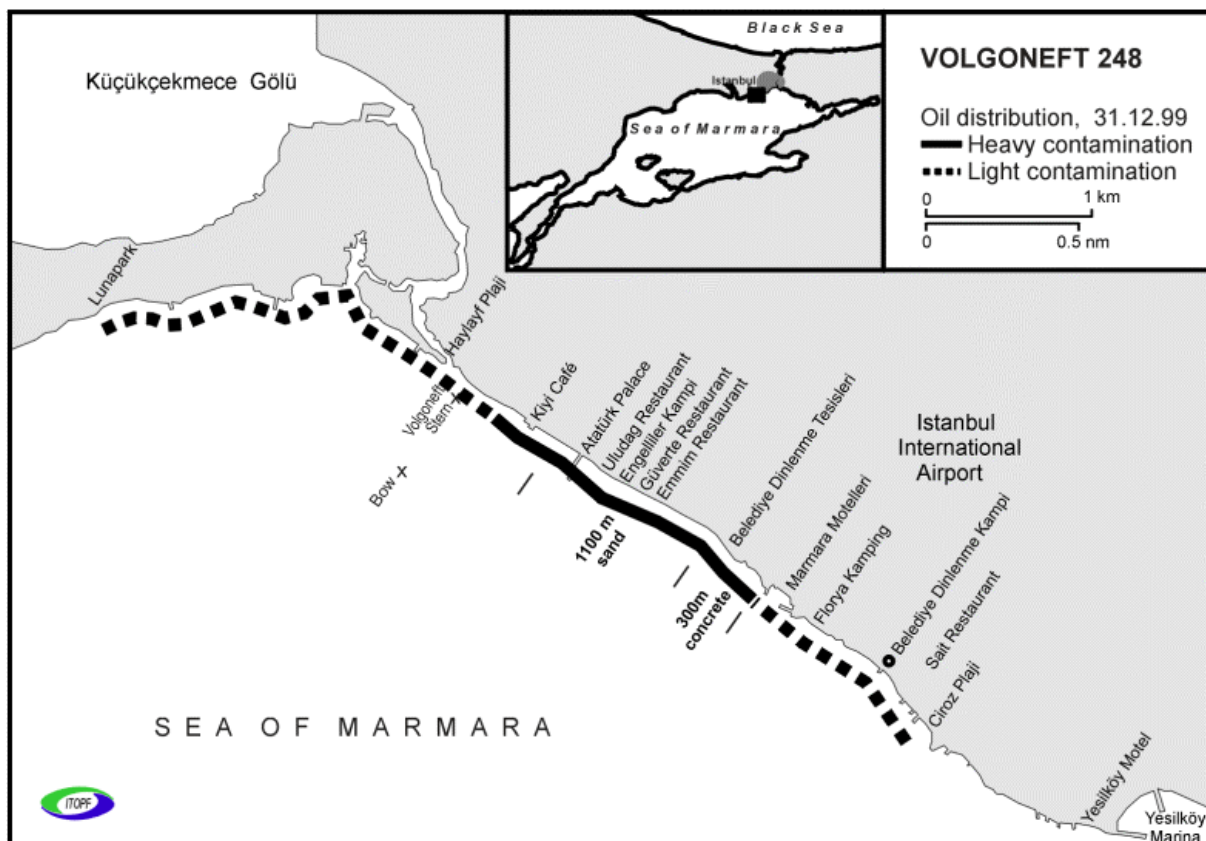 Küçükçekmece Gölü
Black Sea
Istanbul
Sea of Marmara
VOLGONEFT 248
Oil distribution, 31.12.99
Heavy contamination
Light contamination
0
1 km
0
0.5 nm
Lunapark
Haylayf Plaji
Volgoneft
Stern
Bow
Kiyi Café
Atatürk Palace
Uludag Restaurant
Engelliler Kampi
Güverte Restaurant
Emmim Restaurant
Belediye Dinlenme Tesisleri
Marmara Motelleri
Florya Kamping
Belediye Dinlenme Kampi
Sait Restaurant
Ciroz Plaji
Yesilköy Motel
Yesilköy
Marina
Istanbul
International
Airport
1100 m
sand
300m
concrete
SEA OF MARMARA
ITOPF